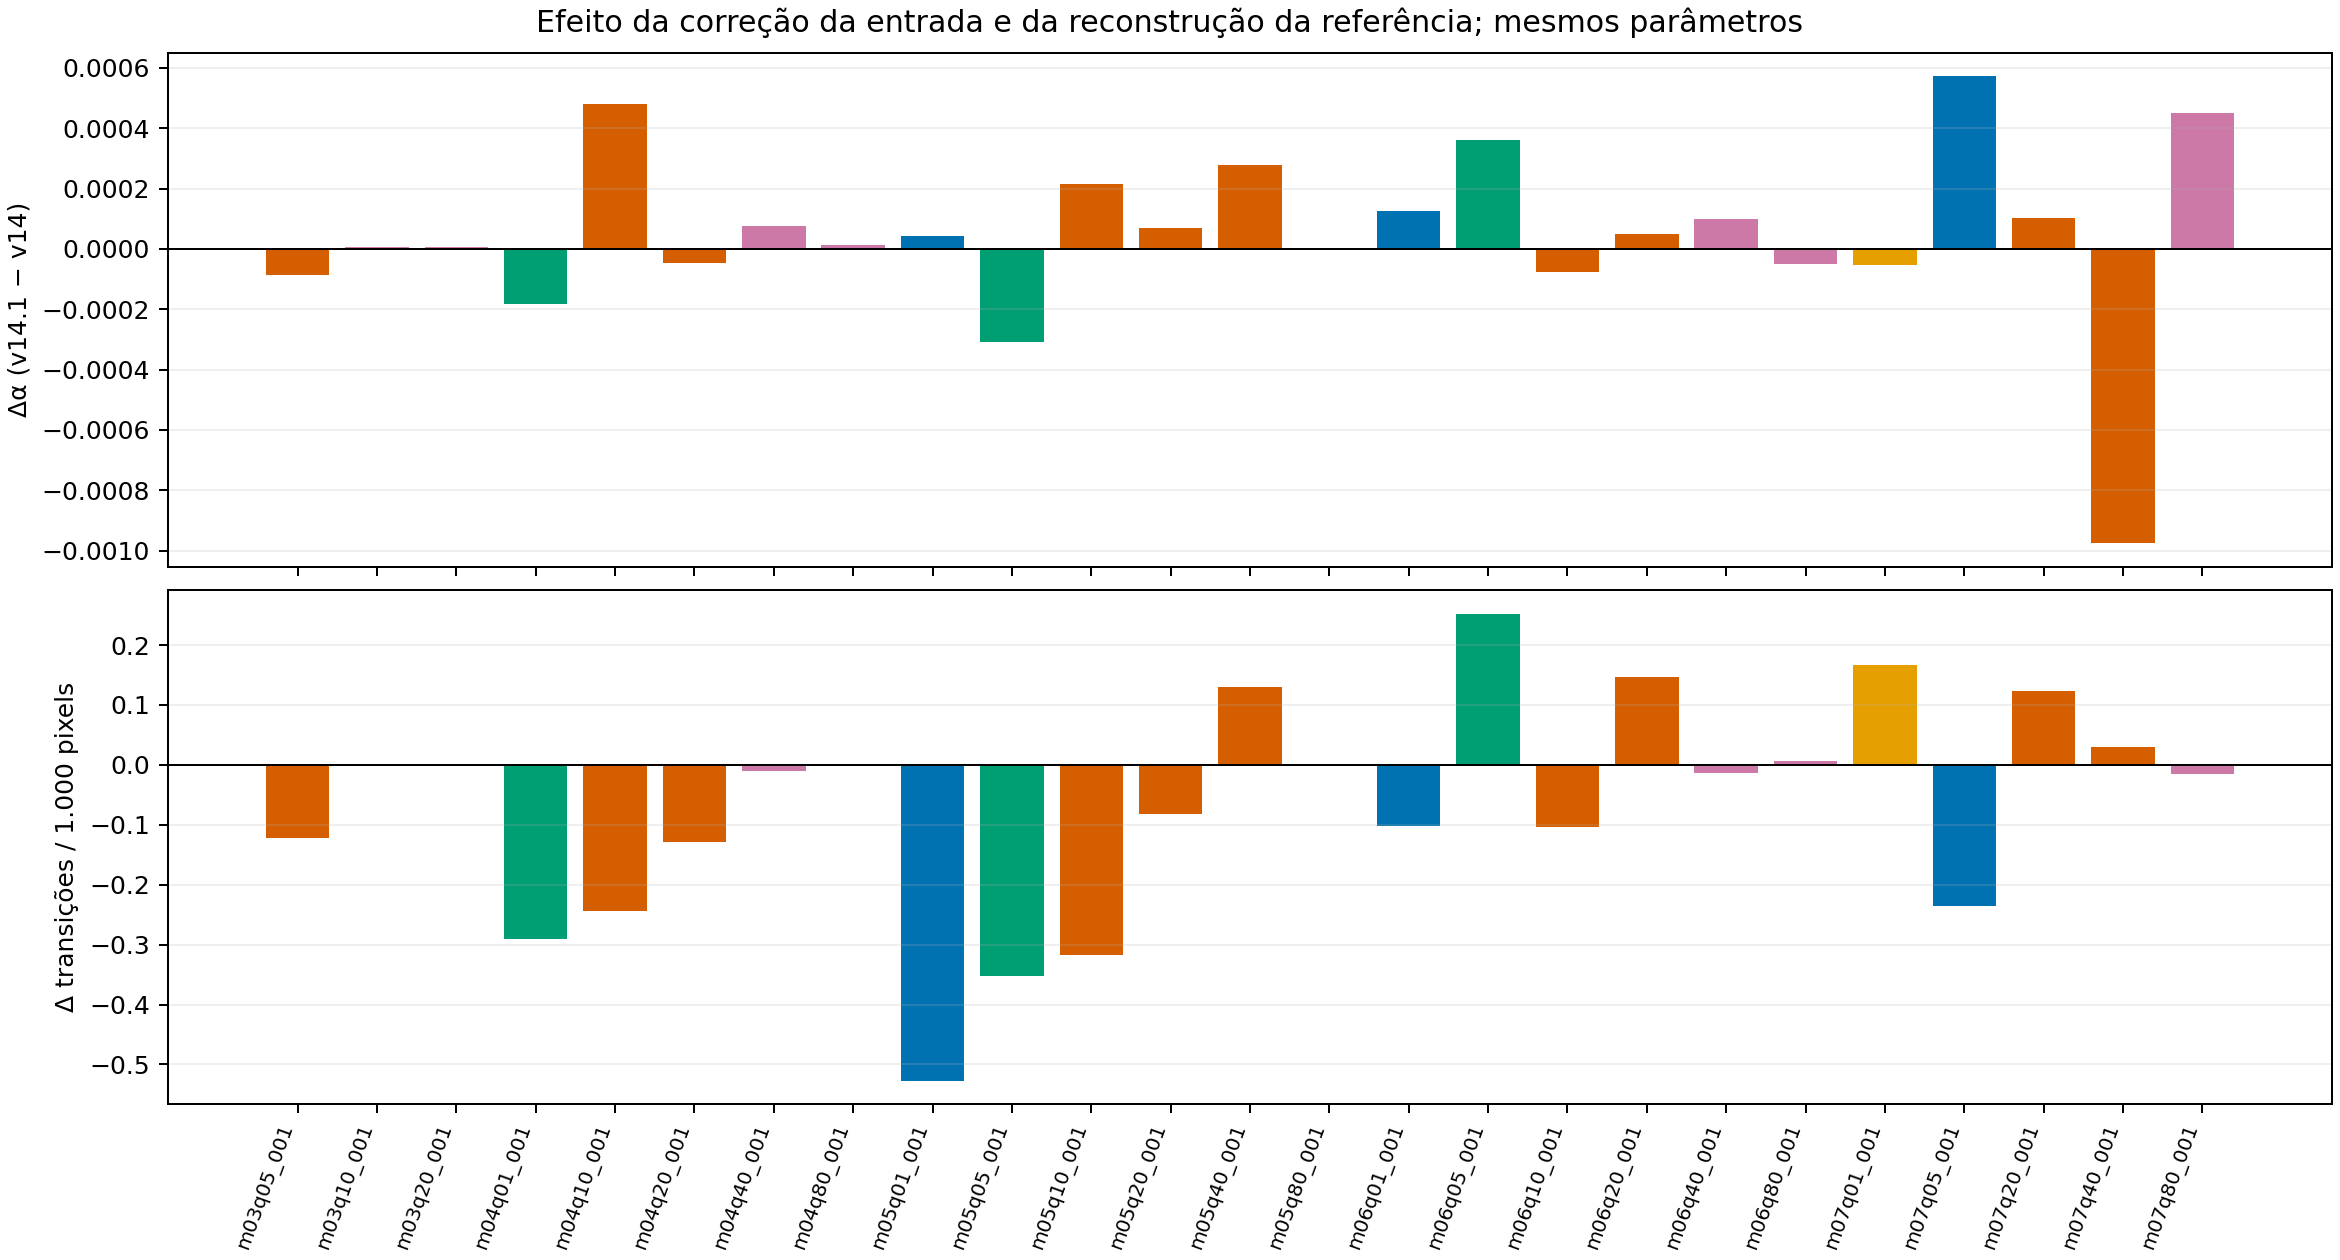 Efeito da correção da entrada e da reconstrução da referência; mesmos parâmetros
Δα (v14.1 − v14)
0.0006
0.0004
0.0002
0.0000
−0.0002
−0.0004
−0.0006
−0.0008
−0.0010
Δ transições / 1.000 pixels
0.2
0.1
0.0
−0.1
−0.2
−0.3
−0.4
−0.5
m03q05_001
m03q10_001
m03q20_001
m04q01_001
m04q10_001
m04q20_001
m04q40_001
m04q80_001
m05q01_001
m05q05_001
m05q10_001
m05q20_001
m05q40_001
m05q80_001
m06q01_001
m06q05_001
m06q10_001
m06q20_001
m06q40_001
m06q80_001
m07q01_001
m07q05_001
m07q20_001
m07q40_001
m07q80_001